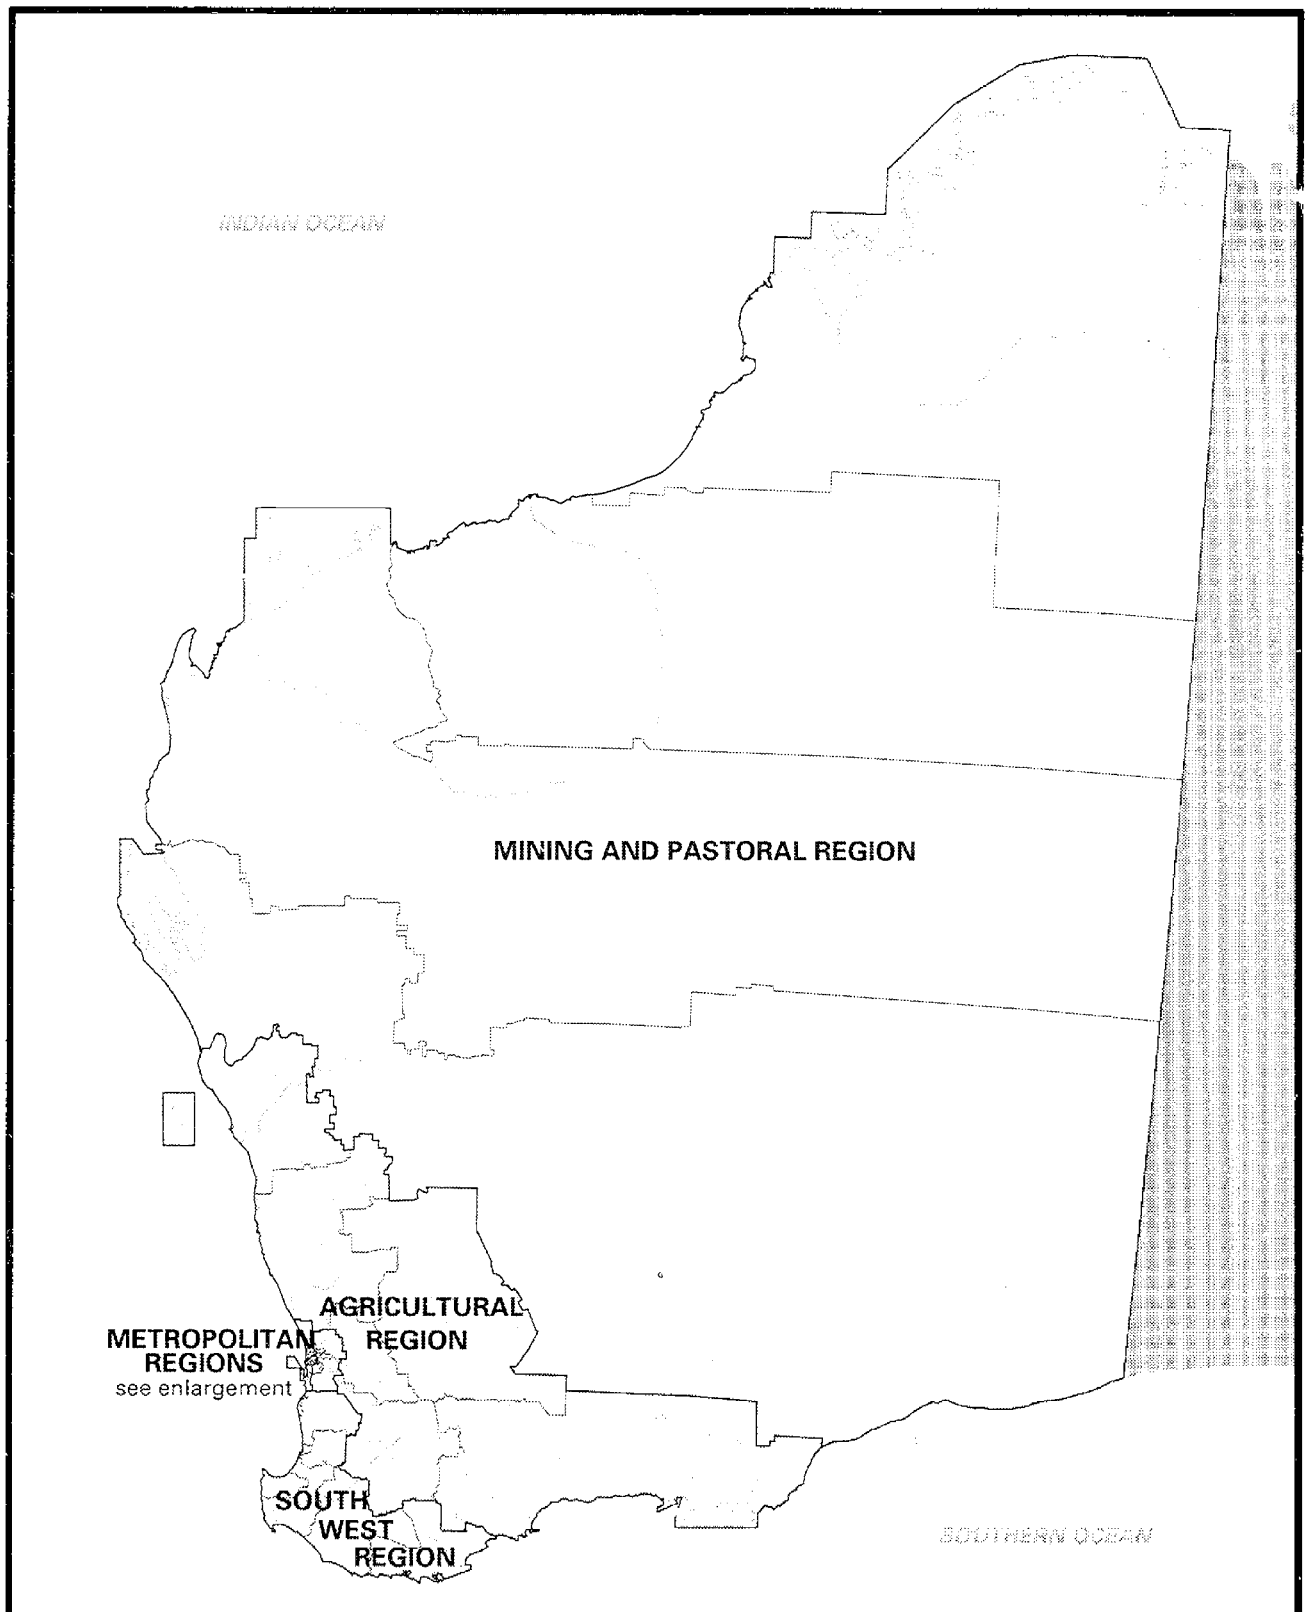 INDIAN OCEAN
MINING AND PASTORAL REGION
AGRICULTURAL
REGION
METROPOLITAN
REGIONS
see enlargement
SOUTH
WEST
REGION
SOUTHERN OCEAN